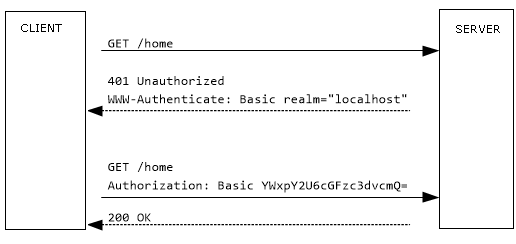 CLIENT
SERVER
GET /home
401 Unauthorized
WWW-Authenticate: Basic realm="localhost"
GET /home
Authorization: Basic YWxpY2U6cGFzc3dvcmQ=
200 OK